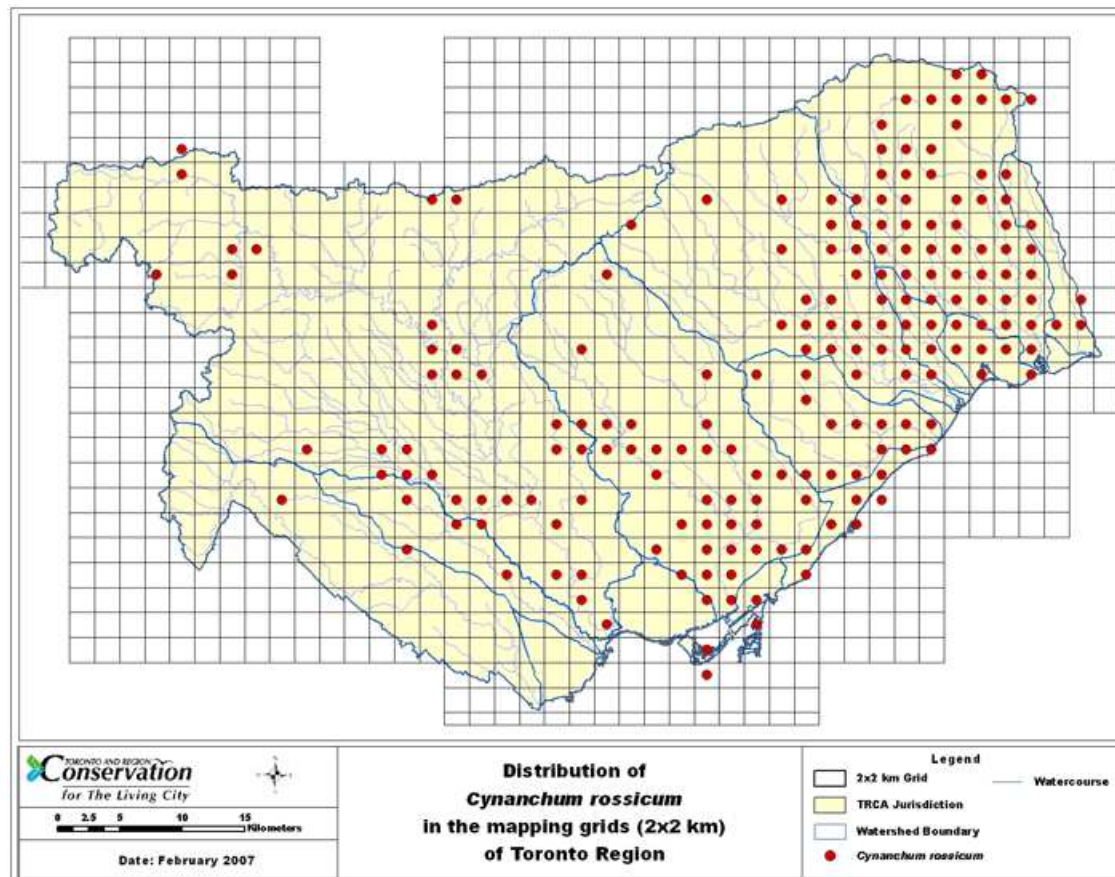 TORONTO AND REGION
Conservation
for The Living City
0 2.5 5 10 15
Kilometers
Date: February 2007
Distribution of
Cynanchum rossicum
in the mapping grids (2x2 km)
of Toronto Region
Legend
2x2 km Grid
Watercourse
TRCA Jurisdiction
Watershed Boundary
Cynanchum rossicum